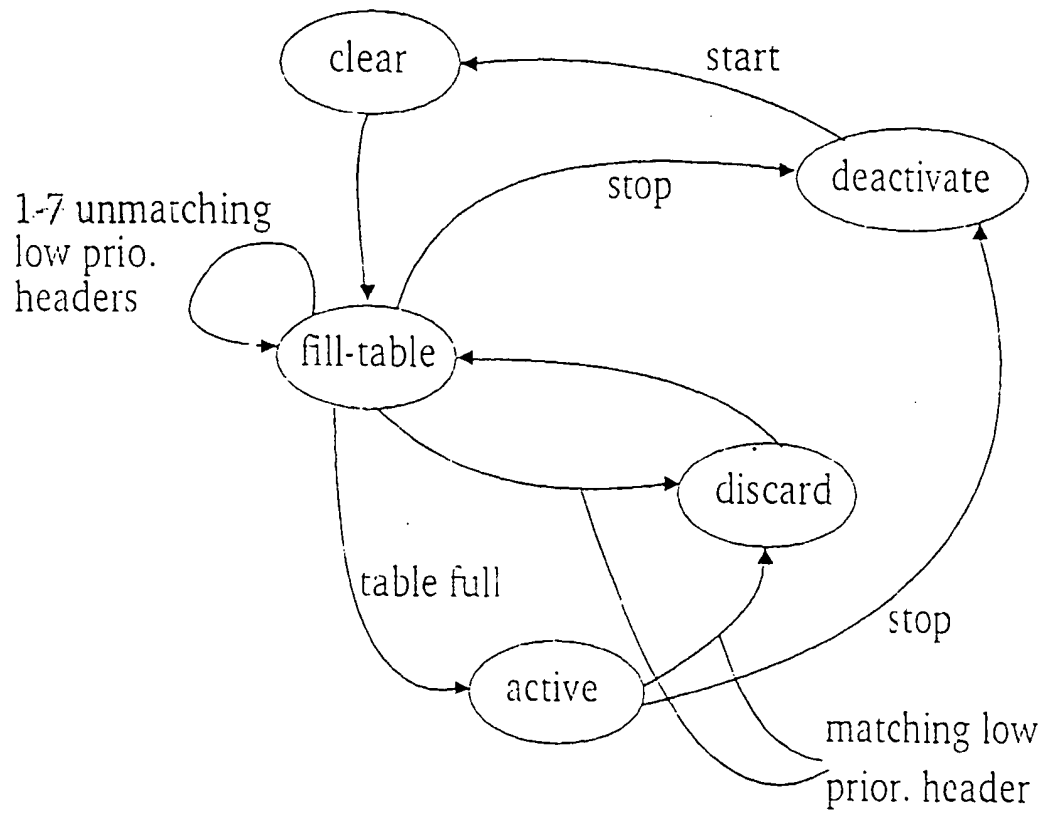 clear
start
deactivate
stop
1-7 unmatching
low prio.
headers
fill-table
discard
table full
stop
active
matching low
prior. header